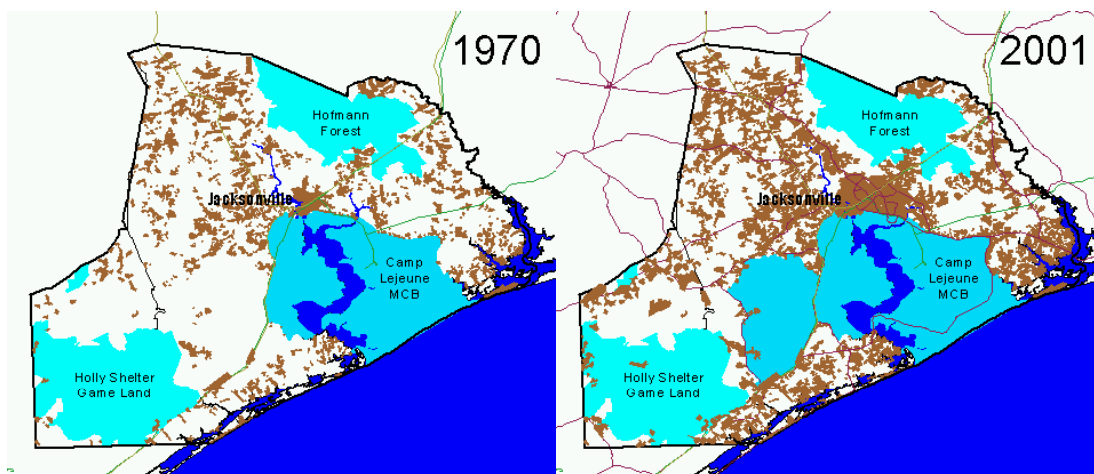 1970
Hofmann
Forest
Jacksonville
Camp
Lejeune
MCB
Holly Shelter
Game Land
2001
Hofmann
Forest
Jacksonville
Camp
Lejeune
MCB
Holly Shelter
Game Land